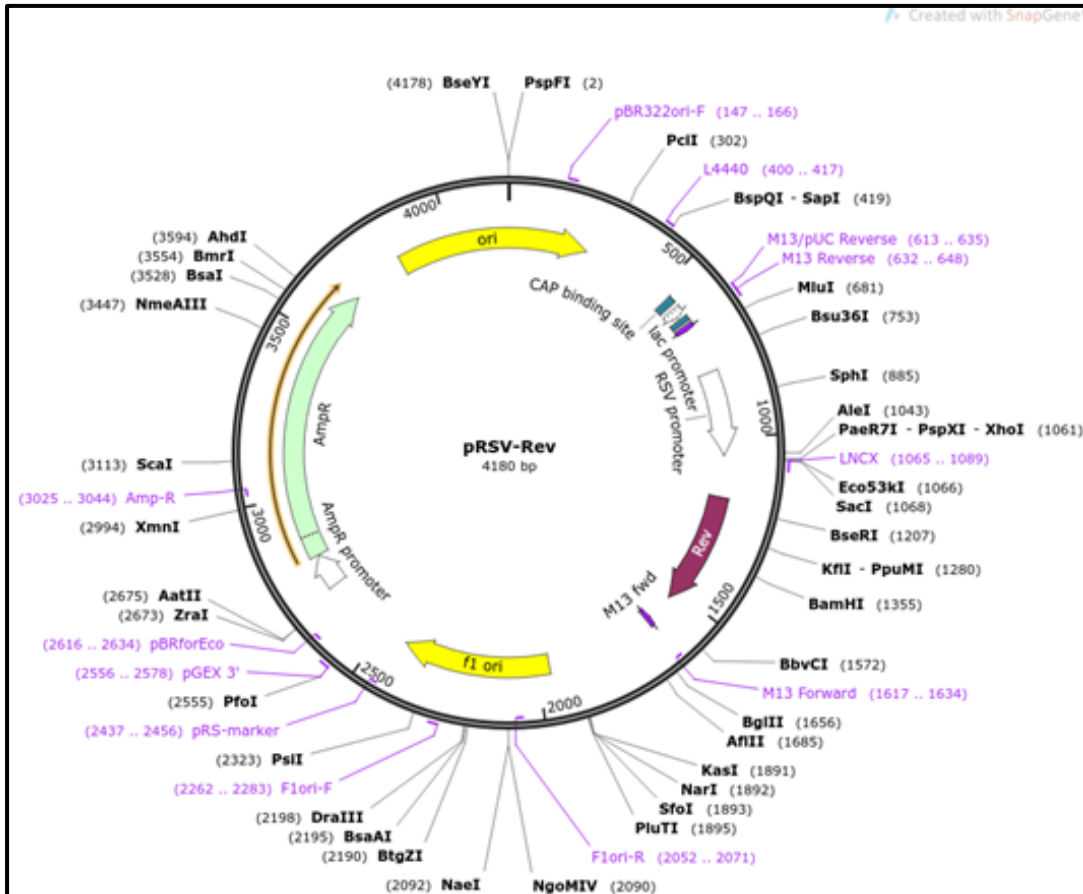 Created with SnapGene
(4178) BseYI
PspFI (2)
pBR322ori-F (147 .. 166)
PciI (302)
L4440 (400 .. 417)
BspQI - SapI (419)
M13/pUC Reverse (613 .. 635)
M13 Reverse (632 .. 648)
MluI (681)
Bsu36I (753)
SphI (885)
AleI (1043)
PaeR7I - PspXI - XhoI (1061)
LNCX (1065 .. 1089)
Eco53kI (1066)
SacI (1068)
BseRI (1207)
KflI - PpuMI (1280)
BamHI (1355)
BbvCI (1572)
M13 Forward (1617 .. 1634)
BglII (1656)
AflII (1685)
KasI (1891)
NarI (1892)
SfoI (1893)
PluTI (1895)
F1ori-R (2052 .. 2071)
NgoMIV (2090)
(2092) NaeI
(2190) BtgZI
(2195) BsaAI
(2198) DraIII
(2262 .. 2283) F1ori-F
(2323) PsiI
(2437 .. 2456) pRS-marker
(2555) PfoI
(2556 .. 2578) pGEX 3'
(2616 .. 2634) pBRforEco
(2673) ZraI
(2675) AatII
(2994) XmnI
(3025 .. 3044) Amp-R
(3113) ScaI
(3447) NmeAIII
(3528) BsaI
(3554) BmrI
(3594) AhdI
500
1000
1500
2000
2500
3000
3500
4000
ori
CAP binding site
lac promoter
RSV promoter
Rev
M13 fwd
f1 ori
AmpR promoter
AmpR
pRSV-Rev
4180 bp